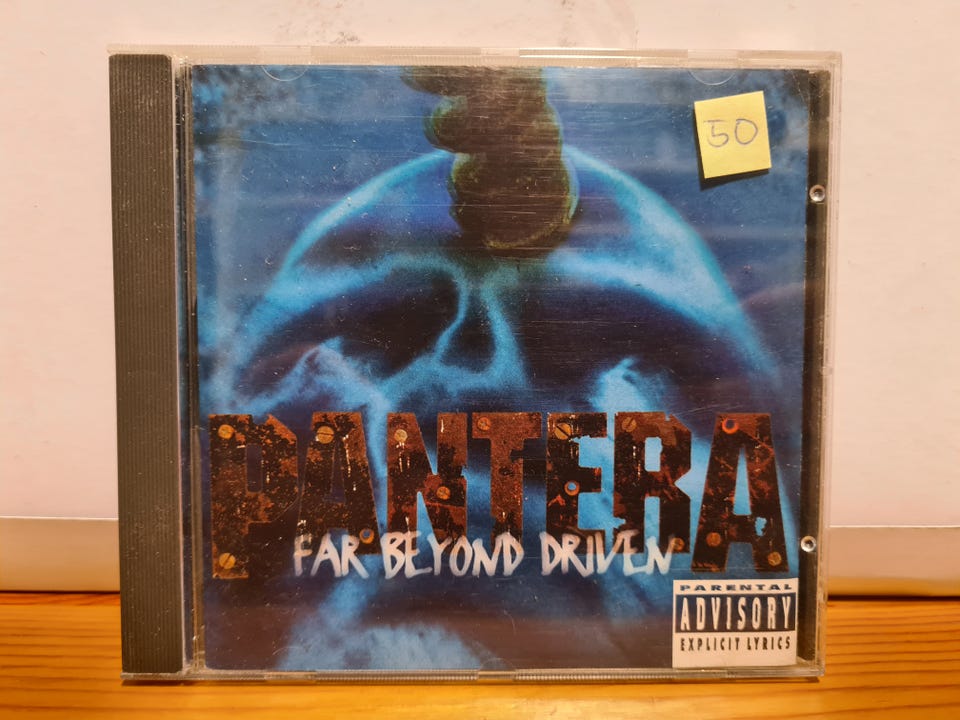 50
PANTERA
FAR BEYOND DRIVEN
PARENTAL
ADVISORY
EXPLICIT LYRICS